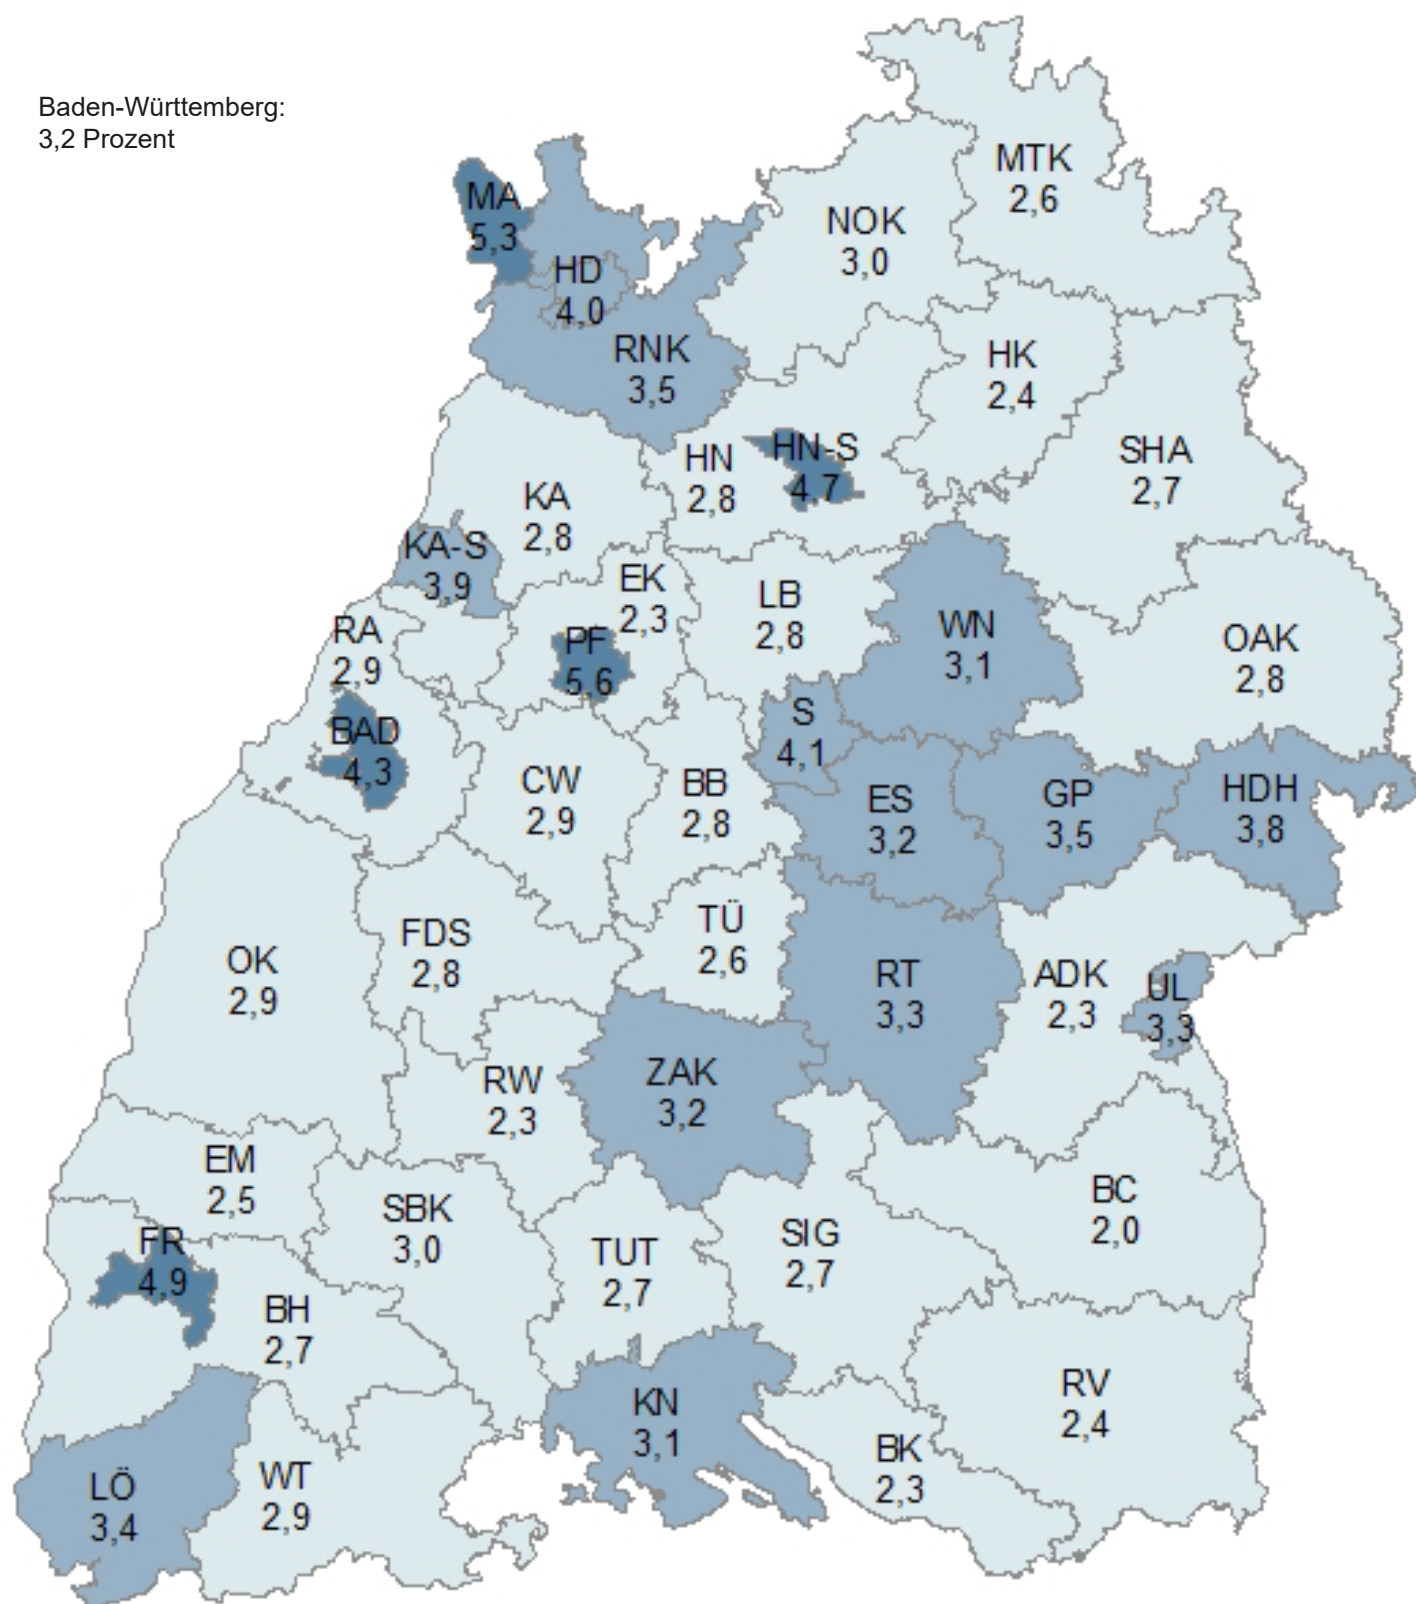 Baden-Württemberg:
3,2 Prozent
MTK
2,6
MA
5,3
NOK
3,0
HD
4,0
RNK
3,5
HK
2,4
HN-S
4,7
HN
2,8
SHA
2,7
KA
2,8
KA-S
3,9
EK
2,3
LB
2,8
WN
3,1
OAK
2,8
RA
2,9
PF
5,6
S
4,1
BAD
4,3
CW
2,9
BB
2,8
ES
3,2
GP
3,5
HDH
3,8
TÜ
2,6
FDS
2,8
OK
2,9
RT
3,3
ADK
2,3
UL
3,3
RW
2,3
ZAK
3,2
EM
2,5
SBK
3,0
BC
2,0
FR
4,9
TUT
2,7
SIG
2,7
BH
2,7
KN
3,1
RV
2,4
BK
2,3
LÖ
3,4
WT
2,9